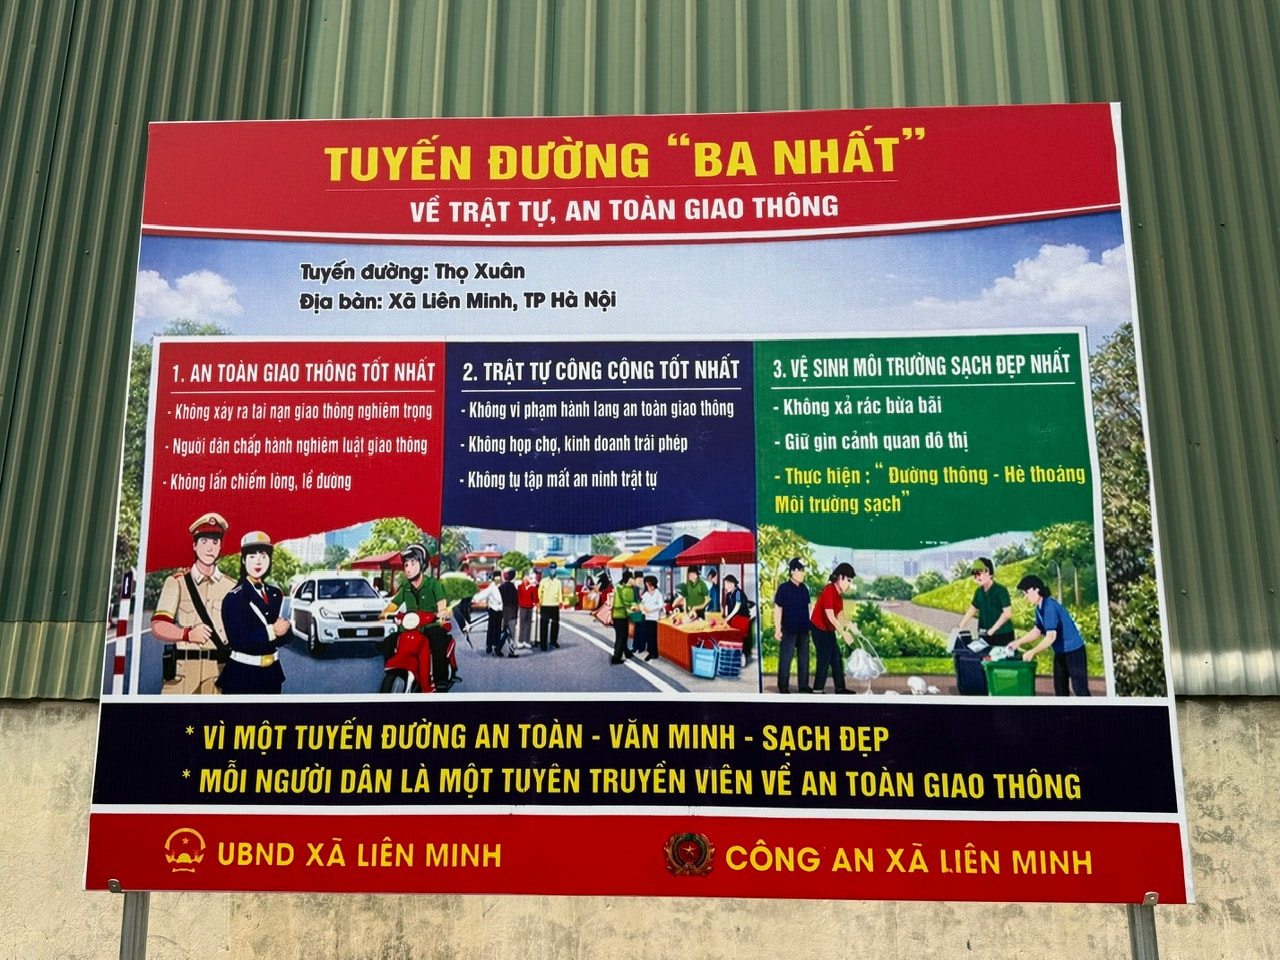 TUYẾN ĐƯỜNG “BA NHẤT”
VỀ TRẬT TỰ, AN TOÀN GIAO THÔNG
Tuyến đường: Thọ Xuân
Địa bàn: Xã Liên Minh, TP Hà Nội
1. AN TOÀN GIAO THÔNG TỐT NHẤT
- Không xảy ra tai nạn giao thông nghiêm trọng
- Người dân chấp hành nghiêm luật giao thông
- Không lấn chiếm lòng, lề đường
2. TRẬT TỰ CÔNG CỘNG TỐT NHẤT
- Không vi phạm hành lang an toàn giao thông
- Không họp chợ, kinh doanh trái phép
- Không tụ tập mất an ninh trật tự
3. VỆ SINH MÔI TRƯỜNG SẠCH ĐẸP NHẤT
- Không xả rác bừa bãi
- Giữ gìn cảnh quan đô thị
- Thực hiện : “ Đường thông - Hè thoáng
Môi trường sạch”
* VÌ MỘT TUYẾN ĐƯỜNG AN TOÀN - VĂN MINH - SẠCH ĐẸP
* MỖI NGƯỜI DÂN LÀ MỘT TUYÊN TRUYỀN VIÊN VỀ AN TOÀN GIAO THÔNG
UBND XÃ LIÊN MINH
CÔNG AN XÃ LIÊN MINH